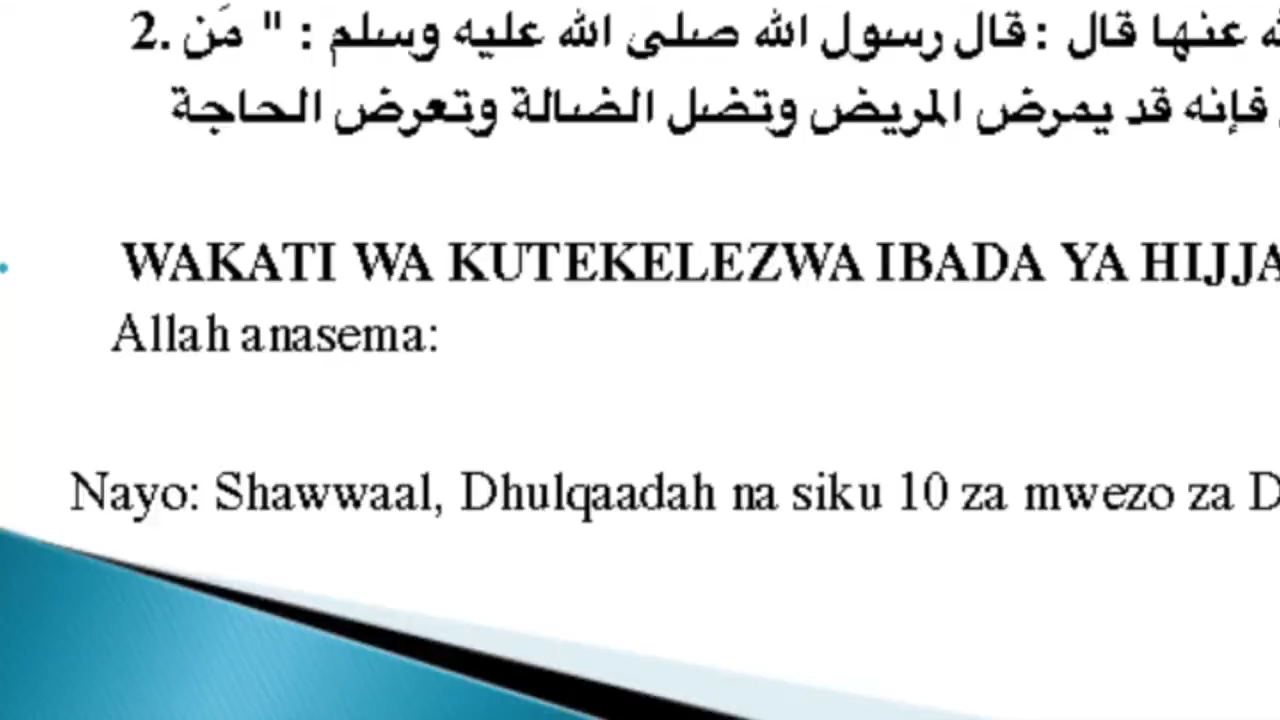 2. ه عنها قال : قال رسول الله صلى الله عليه وسلم : " مَن
فإنه قد يمرض المريض وتضل الضالة وتعرض الحاجة
WAKATI WA KUTEKELEZWA IBADA YA HIJJA
Allah anasema:
Nayo: Shawwaal, Dhulqaadah na siku 10 za mwezo za D